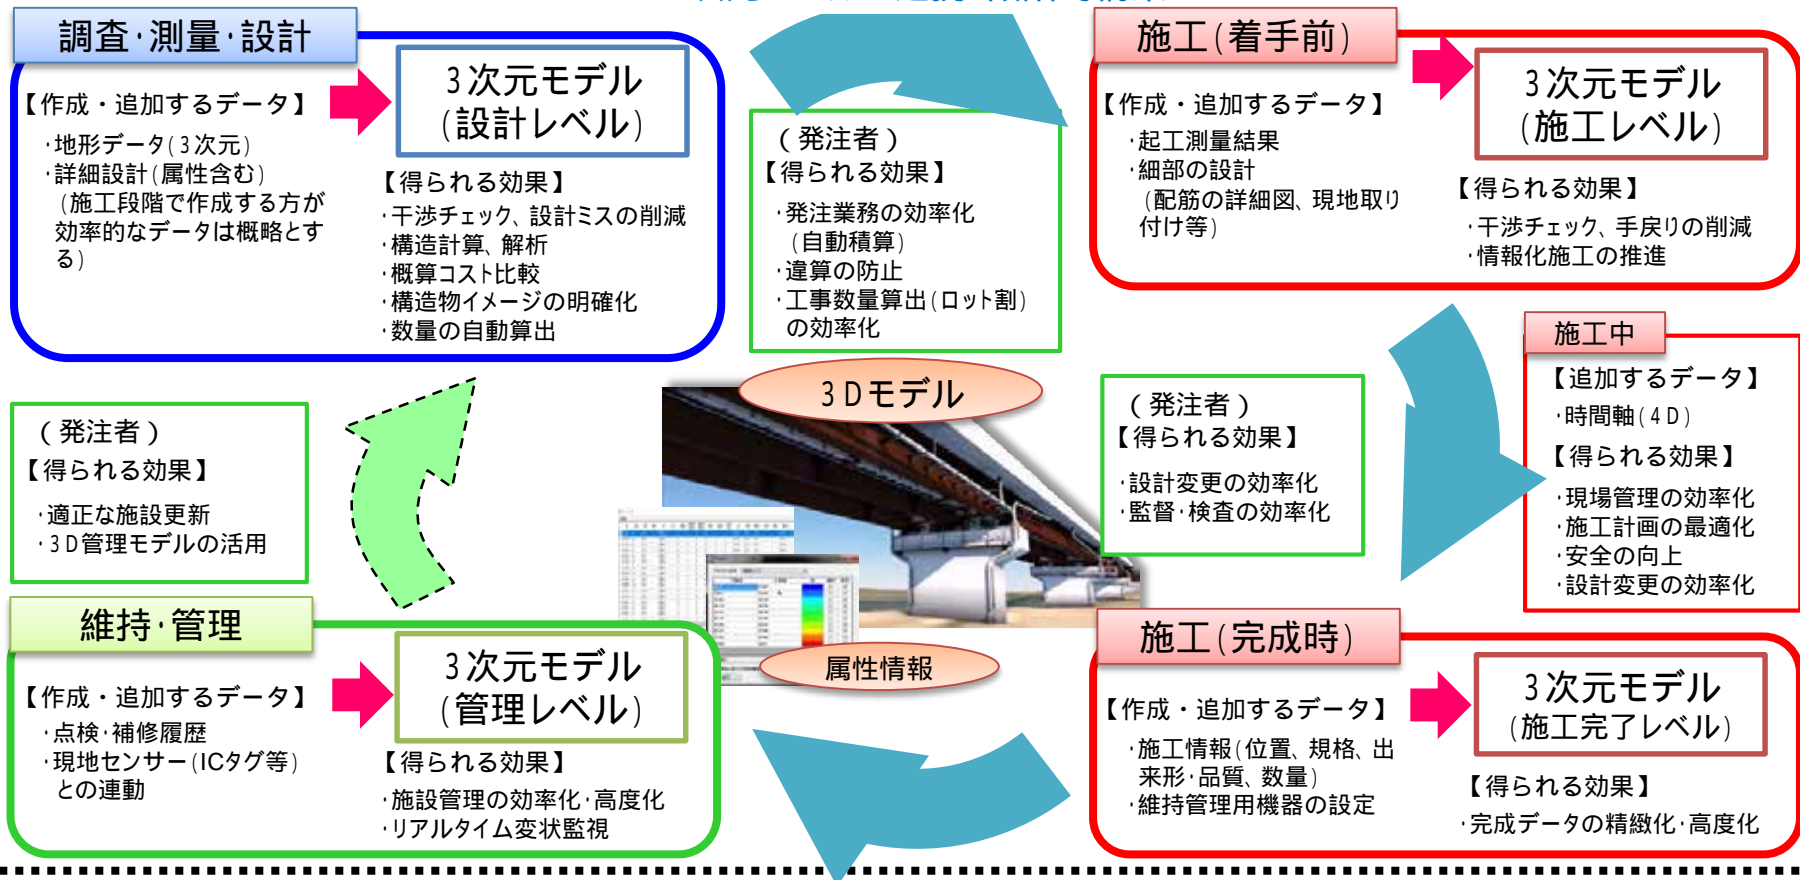 調査･測量･設計
【作成・追加するデータ】
･地形データ(3次元)
･詳細設計(属性含む)
(施工段階で作成する方が
効率的なデータは概略とす
る)
3次元モデル
(設計レベル)
【得られる効果】
･干渉チェック、設計ミスの削減
･構造計算、解析
･概算コスト比較
･構造物イメージの明確化
･数量の自動算出
(発注者)
【得られる効果】
･発注業務の効率化
(自動積算)
･違算の防止
･工事数量算出(ロット割)
の効率化
施工(着手前)
【作成・追加するデータ】
･起工測量結果
･細部の設計
(配筋の詳細図、現地取り
付け等)
3次元モデル
(施工レベル)
【得られる効果】
･干渉チェック、手戻りの削減
･情報化施工の推進
施工中
【追加するデータ】
･時間軸(4D)
【得られる効果】
･現場管理の効率化
･施工計画の最適化
･安全の向上
･設計変更の効率化
(発注者)
【得られる効果】
･設計変更の効率化
･監督･検査の効率化
3Dモデル
属性情報
(発注者)
【得られる効果】
･適正な施設更新
･3D管理モデルの活用
維持･管理
【作成・追加するデータ】
･点検･補修履歴
･現地センサー(ICタグ等)
との連動
3次元モデル
(管理レベル)
【得られる効果】
･施設管理の効率化･高度化
･リアルタイム変状監視
施工(完成時)
【作成・追加するデータ】
･施工情報(位置、規格、出
来形･品質、数量)
･維持管理用機器の設定
3次元モデル
(施工完了レベル)
【得られる効果】
･完成データの精緻化･高度化